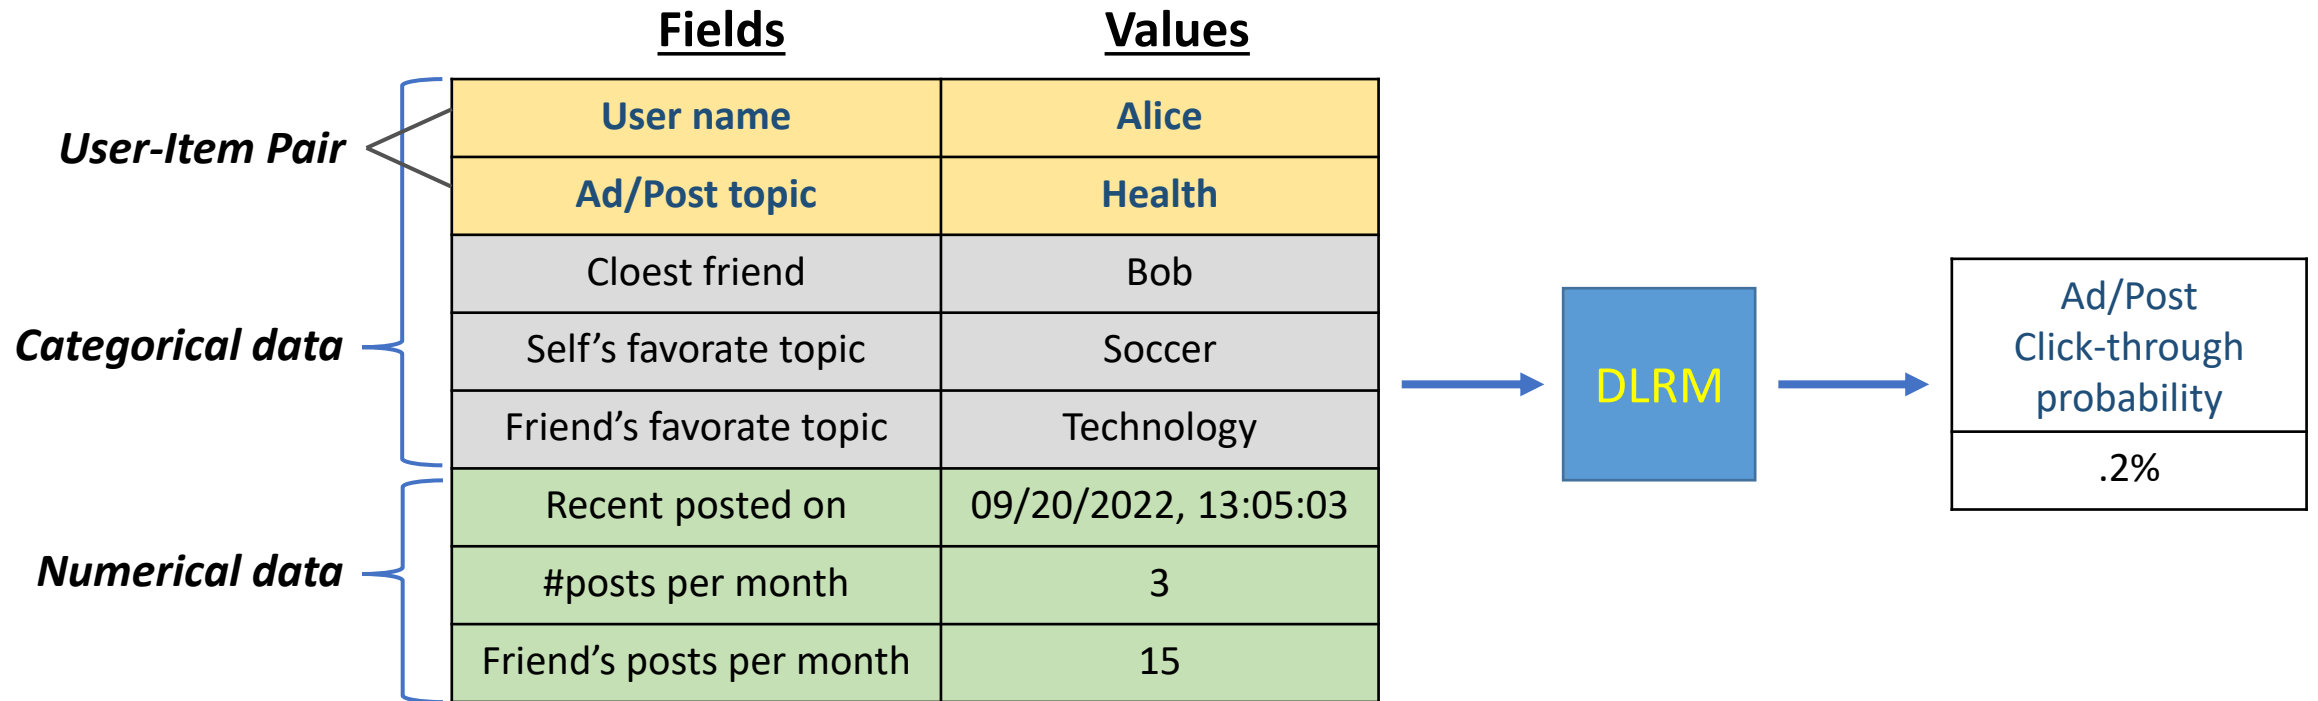 Fields Values
User-Item Pair
User name Alice
Ad/Post topic Health
Cloest friend Bob
Categorical data
Self's favorate topic Soccer
Friend's favorate topic Technology
Numerical data
Recent posted on 09/20/2022, 13:05:03
#posts per month 3
Friend's posts per month 15
DLRM
Ad/Post
Click-through
probability
.2%